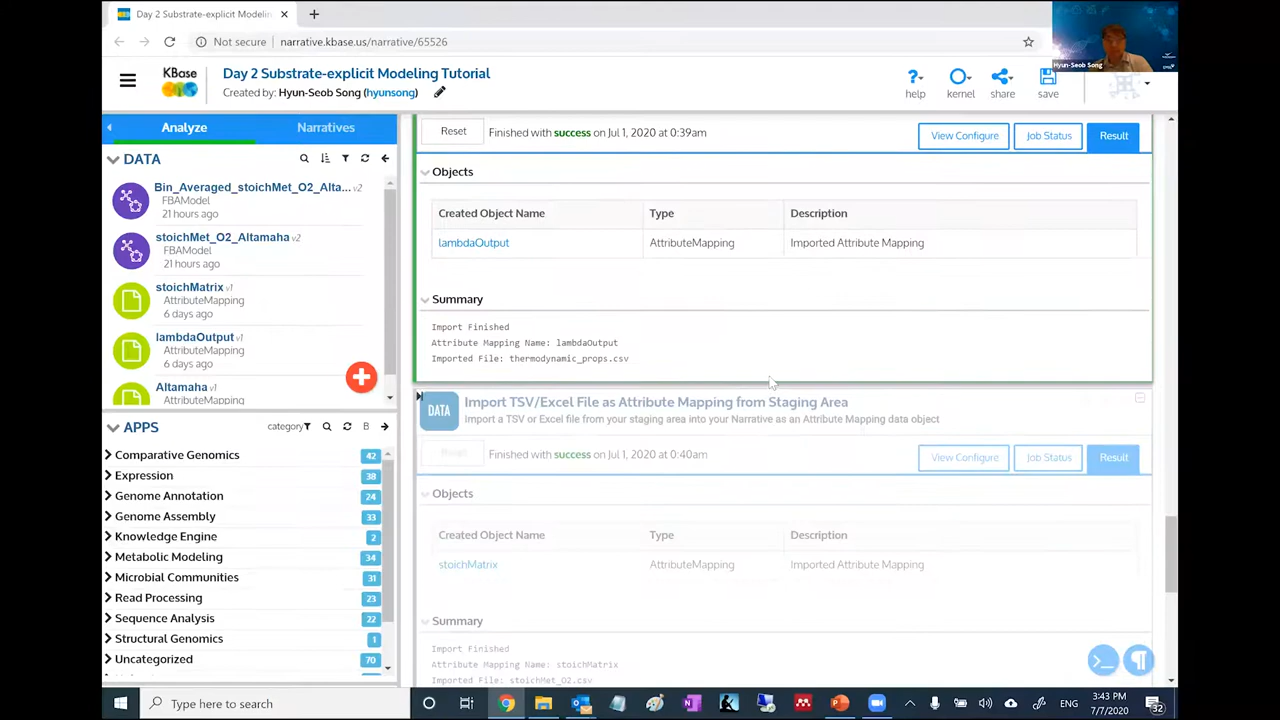 Day 2 Substrate-explicit Modelin
Not secure
narrative.kbase.us/narrative/65526
Hyun-Seob Song
KBase
Day 2 Substrate-explicit Modeling Tutorial
Created by: Hyun-Seob Song (hyunsong)
help
kernel
share
save
Analyze
Narratives
DATA
Bin_Averaged_stoichMet_O2_Alta... v2
FBAModel
21 hours ago
stoichMet_O2_Altamaha v2
FBAModel
21 hours ago
stoichMatrix v1
AttributeMapping
6 days ago
lambdaOutput v1
AttributeMapping
6 days ago
Altamaha v1
AttributeMapping
APPS
category
B
Comparative Genomics 42
Expression 38
Genome Annotation 24
Genome Assembly 33
Knowledge Engine 2
Metabolic Modeling 34
Microbial Communities 31
Read Processing 23
Sequence Analysis 22
Structural Genomics 1
Uncategorized 70
Reset
Finished with success on Jul 1, 2020 at 0:39am
View Configure
Job Status
Result
Objects
Created Object Name
Type
Description
lambdaOutput
AttributeMapping
Imported Attribute Mapping
Summary
Import Finished
Attribute Mapping Name: lambdaOutput
Imported File: thermodynamic_props.csv
DATA
Import TSV/Excel File as Attribute Mapping from Staging Area
Import a TSV or Excel file from your staging area into your Narrative as an Attribute Mapping data object
Reset
Finished with success on Jul 1, 2020 at 0:40am
View Configure
Job Status
Result
Objects
Created Object Name
Type
Description
stoichMatrix
AttributeMapping
Imported Attribute Mapping
Summary
Import Finished
Attribute Mapping Name: stoichMatrix
Imported File: stoichMet_O2.csv
Type here to search
ENG
3:43 PM
7/7/2020
32